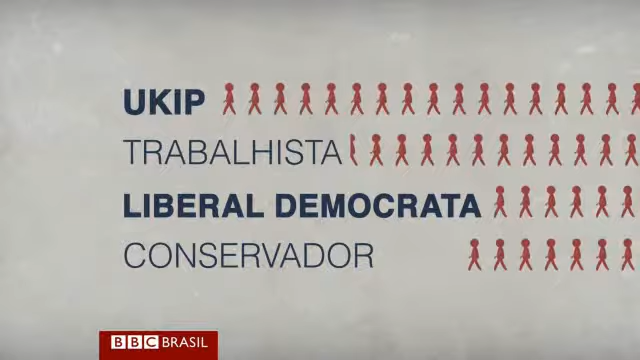 UKIP
TRABALHISTA
LIBERAL DEMOCRATA
CONSERVADOR
BBC BRASIL